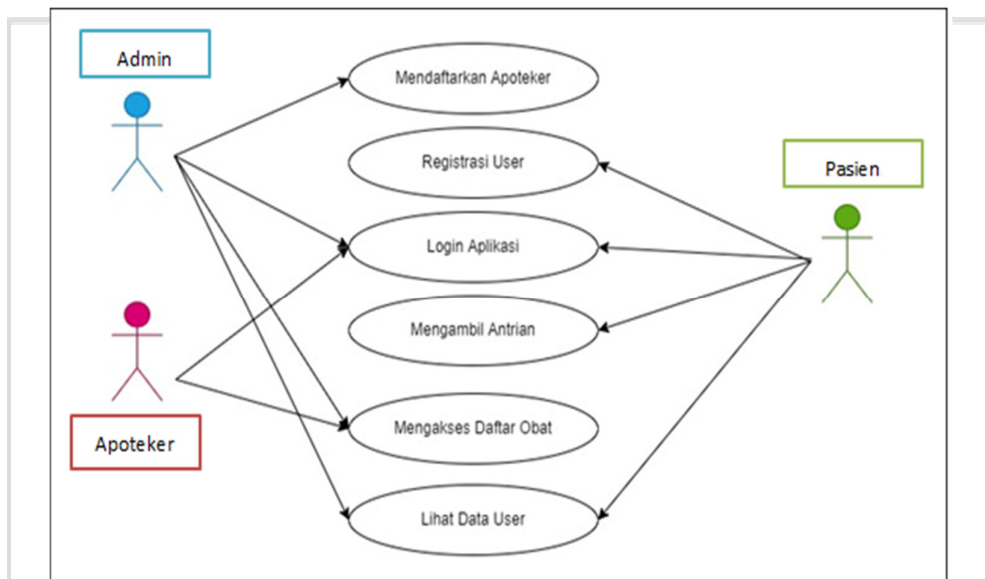 Admin
Mendaftarkan Apoteker
Registrasi User
Pasien
Login Aplikasi
Mengambil Antrian
Mengakses Daftar Obat
Apoteker
Lihat Data User